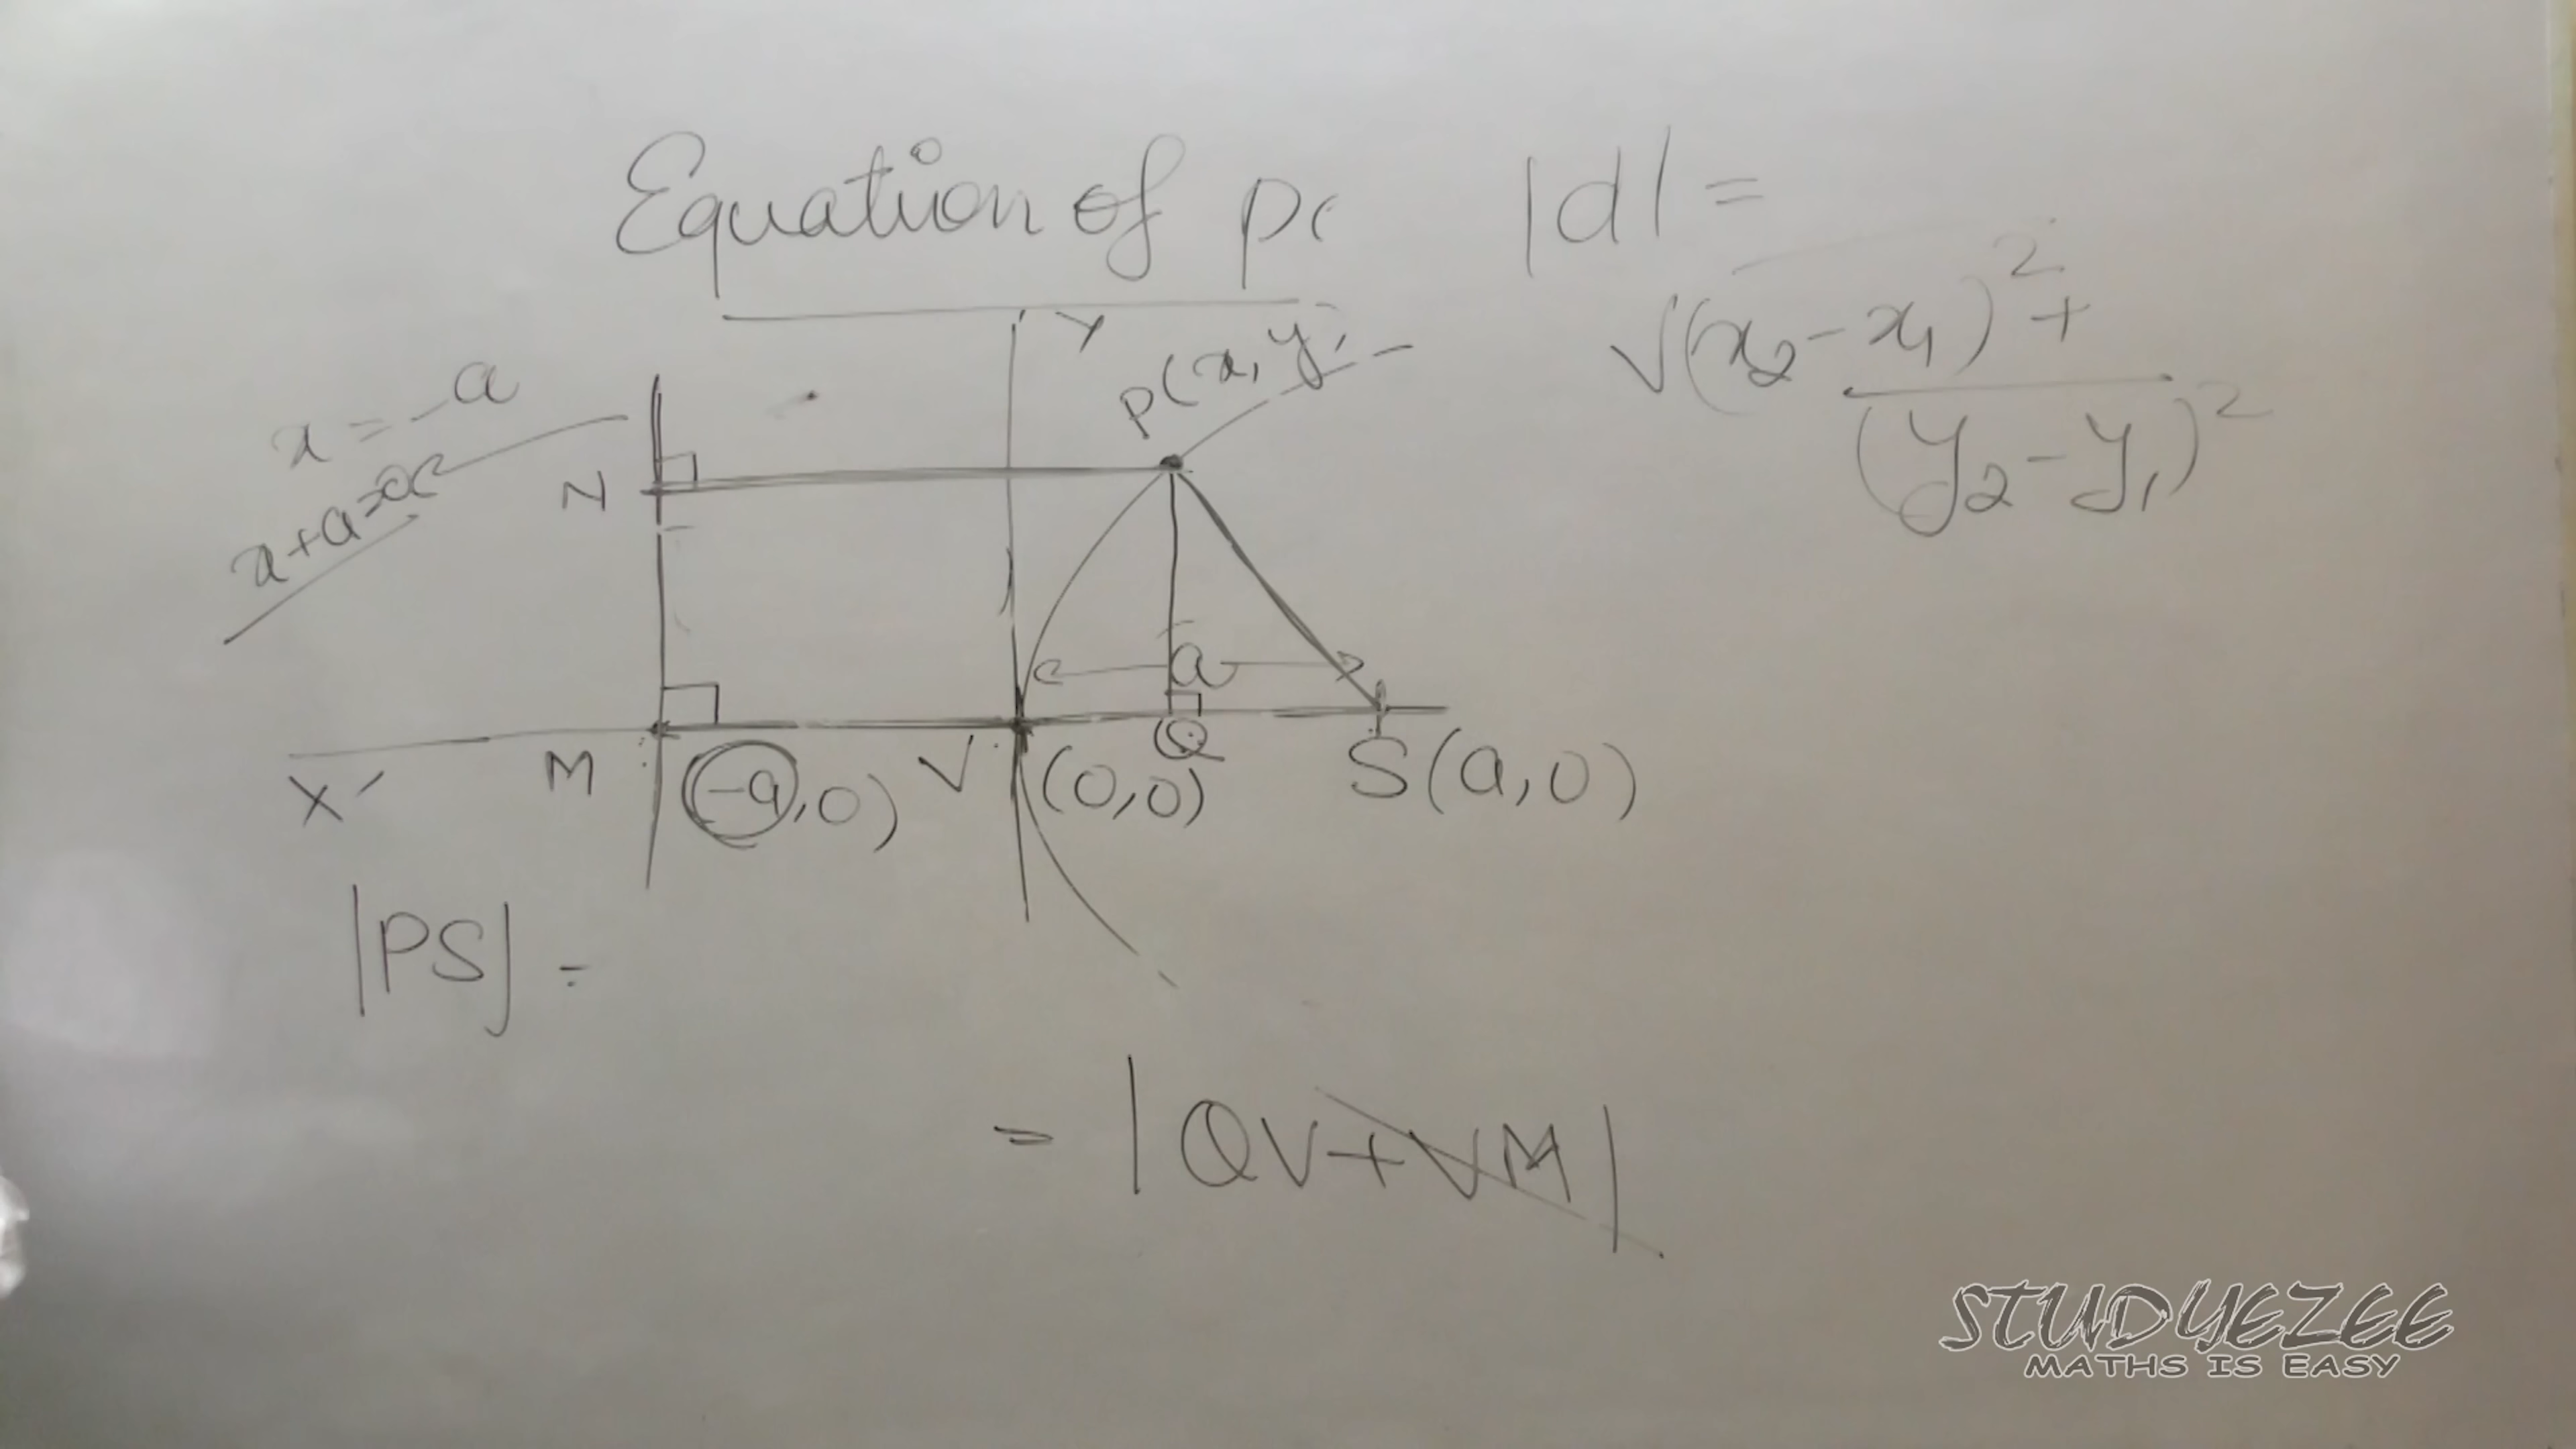 Equation of
|d| =
√(x₂-x₁)² +
(y₂-y₁)²
Y
P(x, y
x = -a
x+a=0
N
a
X′ M (-a,0) V (0,0) Q S(a,0)
|PS| =
= |QV+VM|
STUDYEZEE
MATHS IS EASY